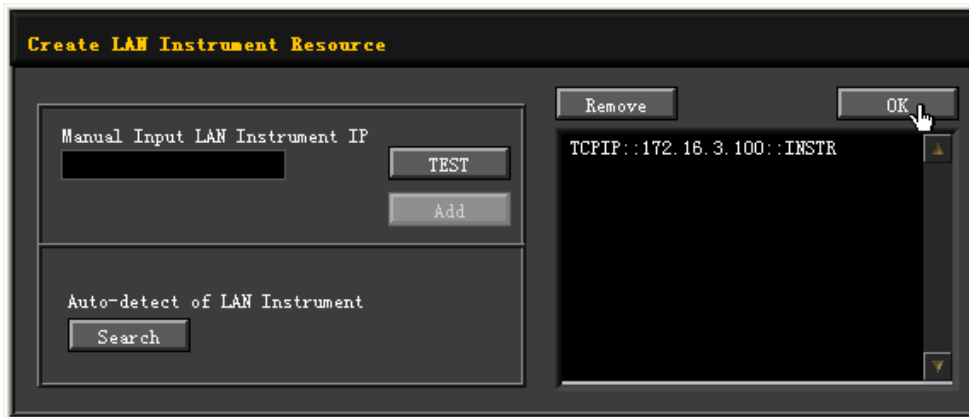 Create LAN Instrument Resource
Manual Input LAN Instrument IP
TEST
Add
Auto-detect of LAN Instrument
Search
Remove
OK
TCPIP::172.16.3.100::INSTR